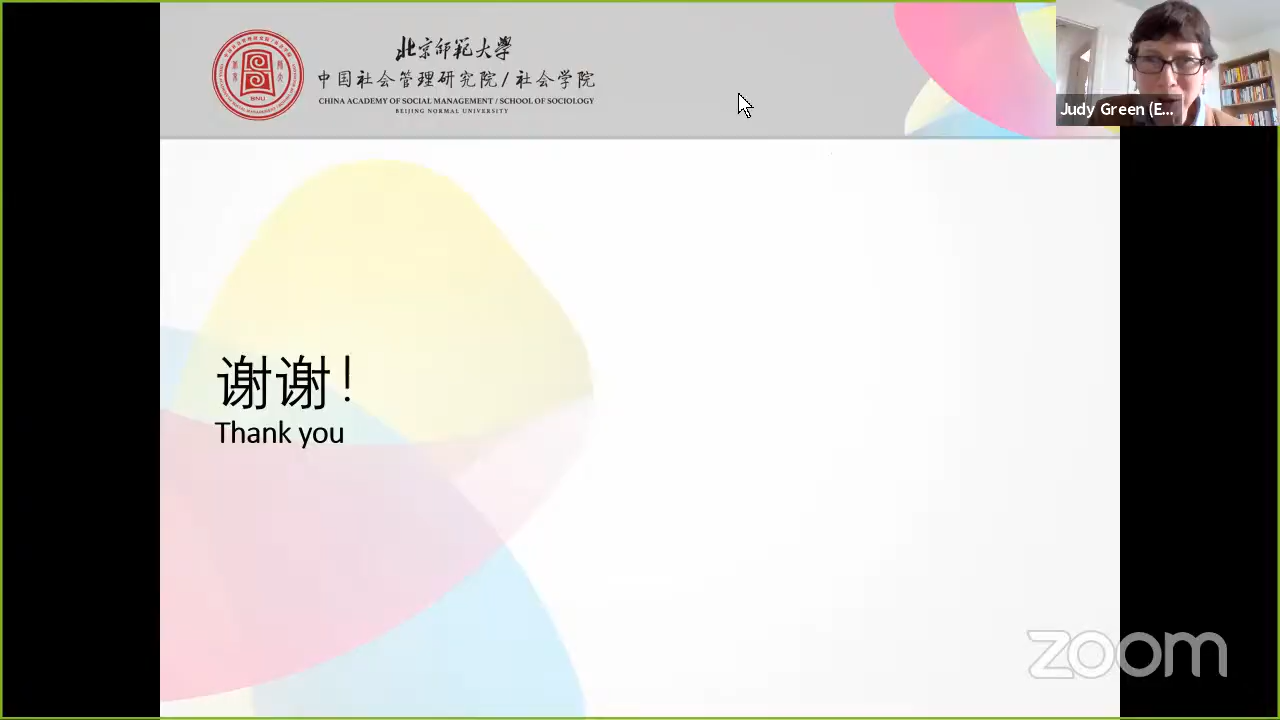 北京师范大学
中国社会管理研究院/社会学院
CHINA ACADEMY OF SOCIAL MANAGEMENT / SCHOOL OF SOCIOLOGY
BEIJING NORMAL UNIVERSITY
BNU
Judy Green (E...
谢谢！
Thank you
zoom